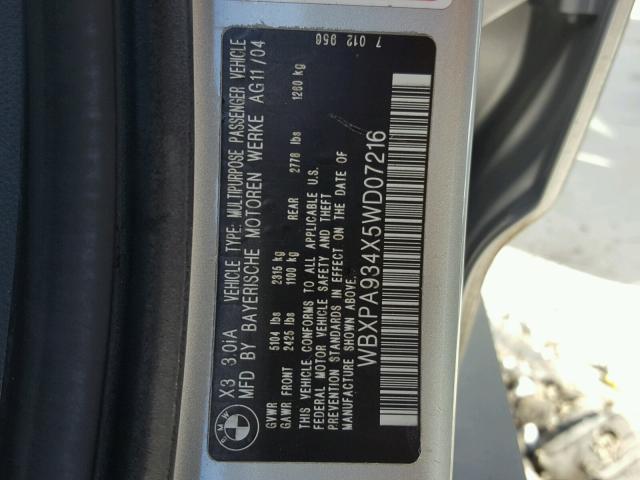 X3 3.0iA VEHICLE TYPE: MULTIPURPOSE PASSENGER VEHICLE
MFD BY BAYERISCHE MOTOREN WERKE AG 11/04
7 012 950
GVWR 5104 lbs 2315 kg
GAWR FRONT 2425 lbs 1100 kg REAR 2778 lbs 1260 kg
THIS VEHICLE CONFORMS TO ALL APPLICABLE U.S.
FEDERAL MOTOR VEHICLE SAFETY AND THEFT
PREVENTION STANDARDS IN EFFECT ON THE DATE OF
MANUFACTURE SHOWN ABOVE.
WBXPA934X5WD07216
BMW